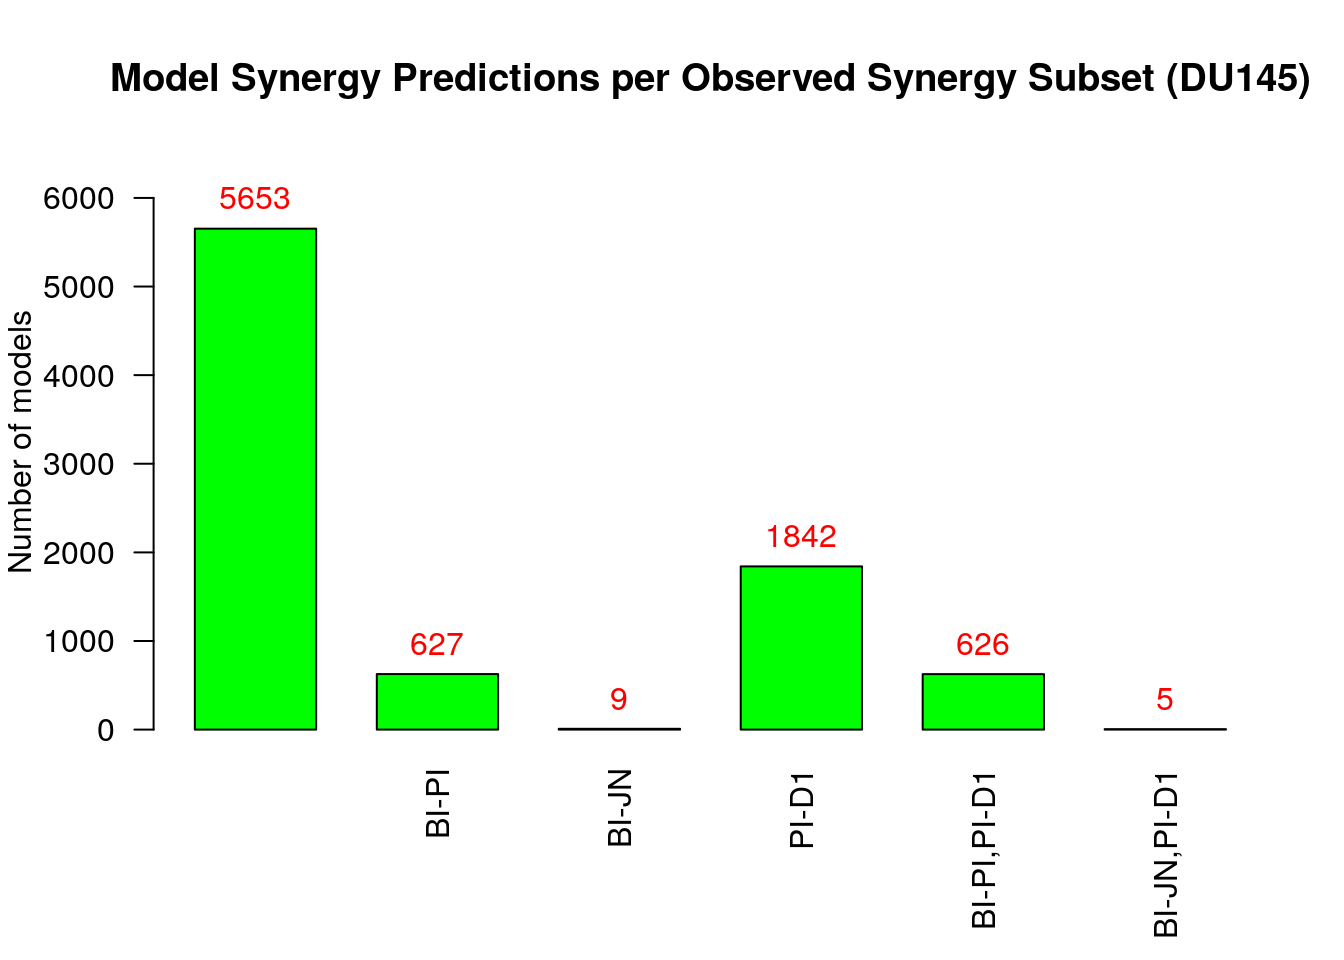 Model Synergy Predictions per Observed Synergy Subset (DU145)
Number of models
6000
5000
4000
3000
2000
1000
0
5653
627
9
1842
626
5
BI-PI
BI-JN
PI-D1
BI-PI,PI-D1
BI-JN,PI-D1